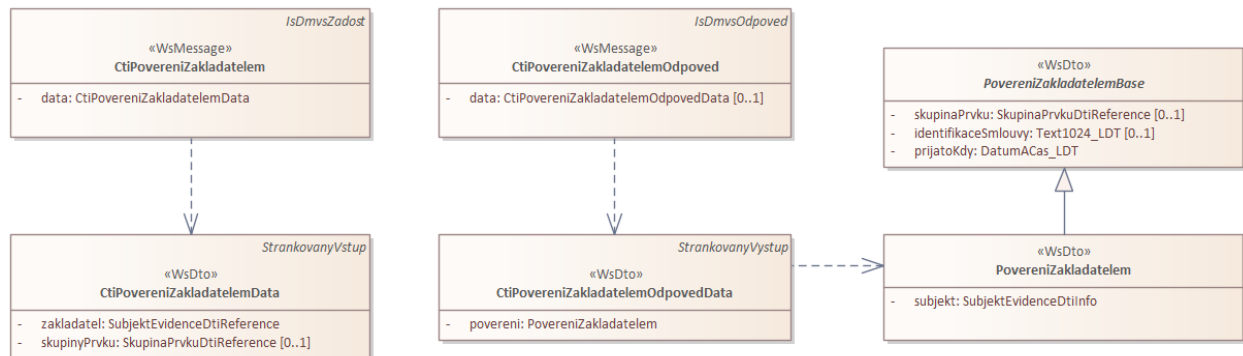 IsDmvsZadost
«WsMessage»
CtiPovereniZakladatelem
- data: CtiPovereniZakladatelemData
IsDmvsOdpoved
«WsMessage»
CtiPovereniZakladatelemOdpoved
- data: CtiPovereniZakladatelemOdpovedData [0..1]
«WsDto»
PovereniZakladatelemBase
- skupinaPrvku: SkupinaPrvkuDtiReference [0..1]
- identifikaceSmlouvy: Text1024_LDT [0..1]
- prijatoKdy: DatumACas_LDT
StrankovanyVstup
«WsDto»
CtiPovereniZakladatelemData
- zakladatel: SubjektEvidenceDtiReference
- skupinyPrvku: SkupinaPrvkuDtiReference [0..1]
StrankovanyVystup
«WsDto»
CtiPovereniZakladatelemOdpovedData
- povereni: PovereniZakladatelem
«WsDto»
PovereniZakladatelem
- subjekt: SubjektEvidenceDtiInfo